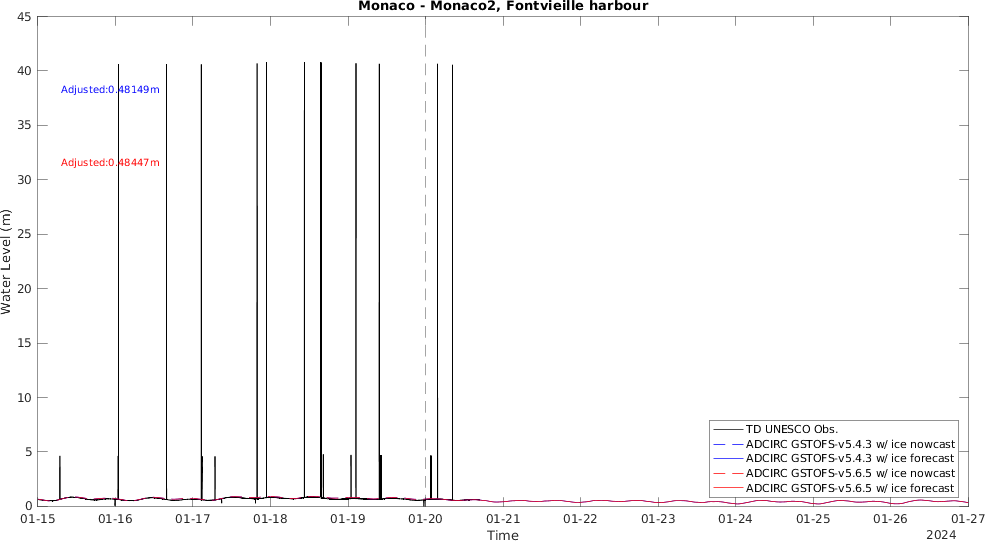 Monaco - Monaco2, Fontvieille harbour
Water Level (m)
45
40
35
30
25
20
15
10
5
0
Adjusted:0.48149m
Adjusted:0.48447m
TD UNESCO Obs.
ADCIRC GSTOFS-v5.4.3 w/ ice nowcast
ADCIRC GSTOFS-v5.4.3 w/ ice forecast
ADCIRC GSTOFS-v5.6.5 w/ ice nowcast
ADCIRC GSTOFS-v5.6.5 w/ ice forecast
01-15 01-16 01-17 01-18 01-19 01-20 01-21 01-22 01-23 01-24 01-25 01-26 01-27
Time
2024